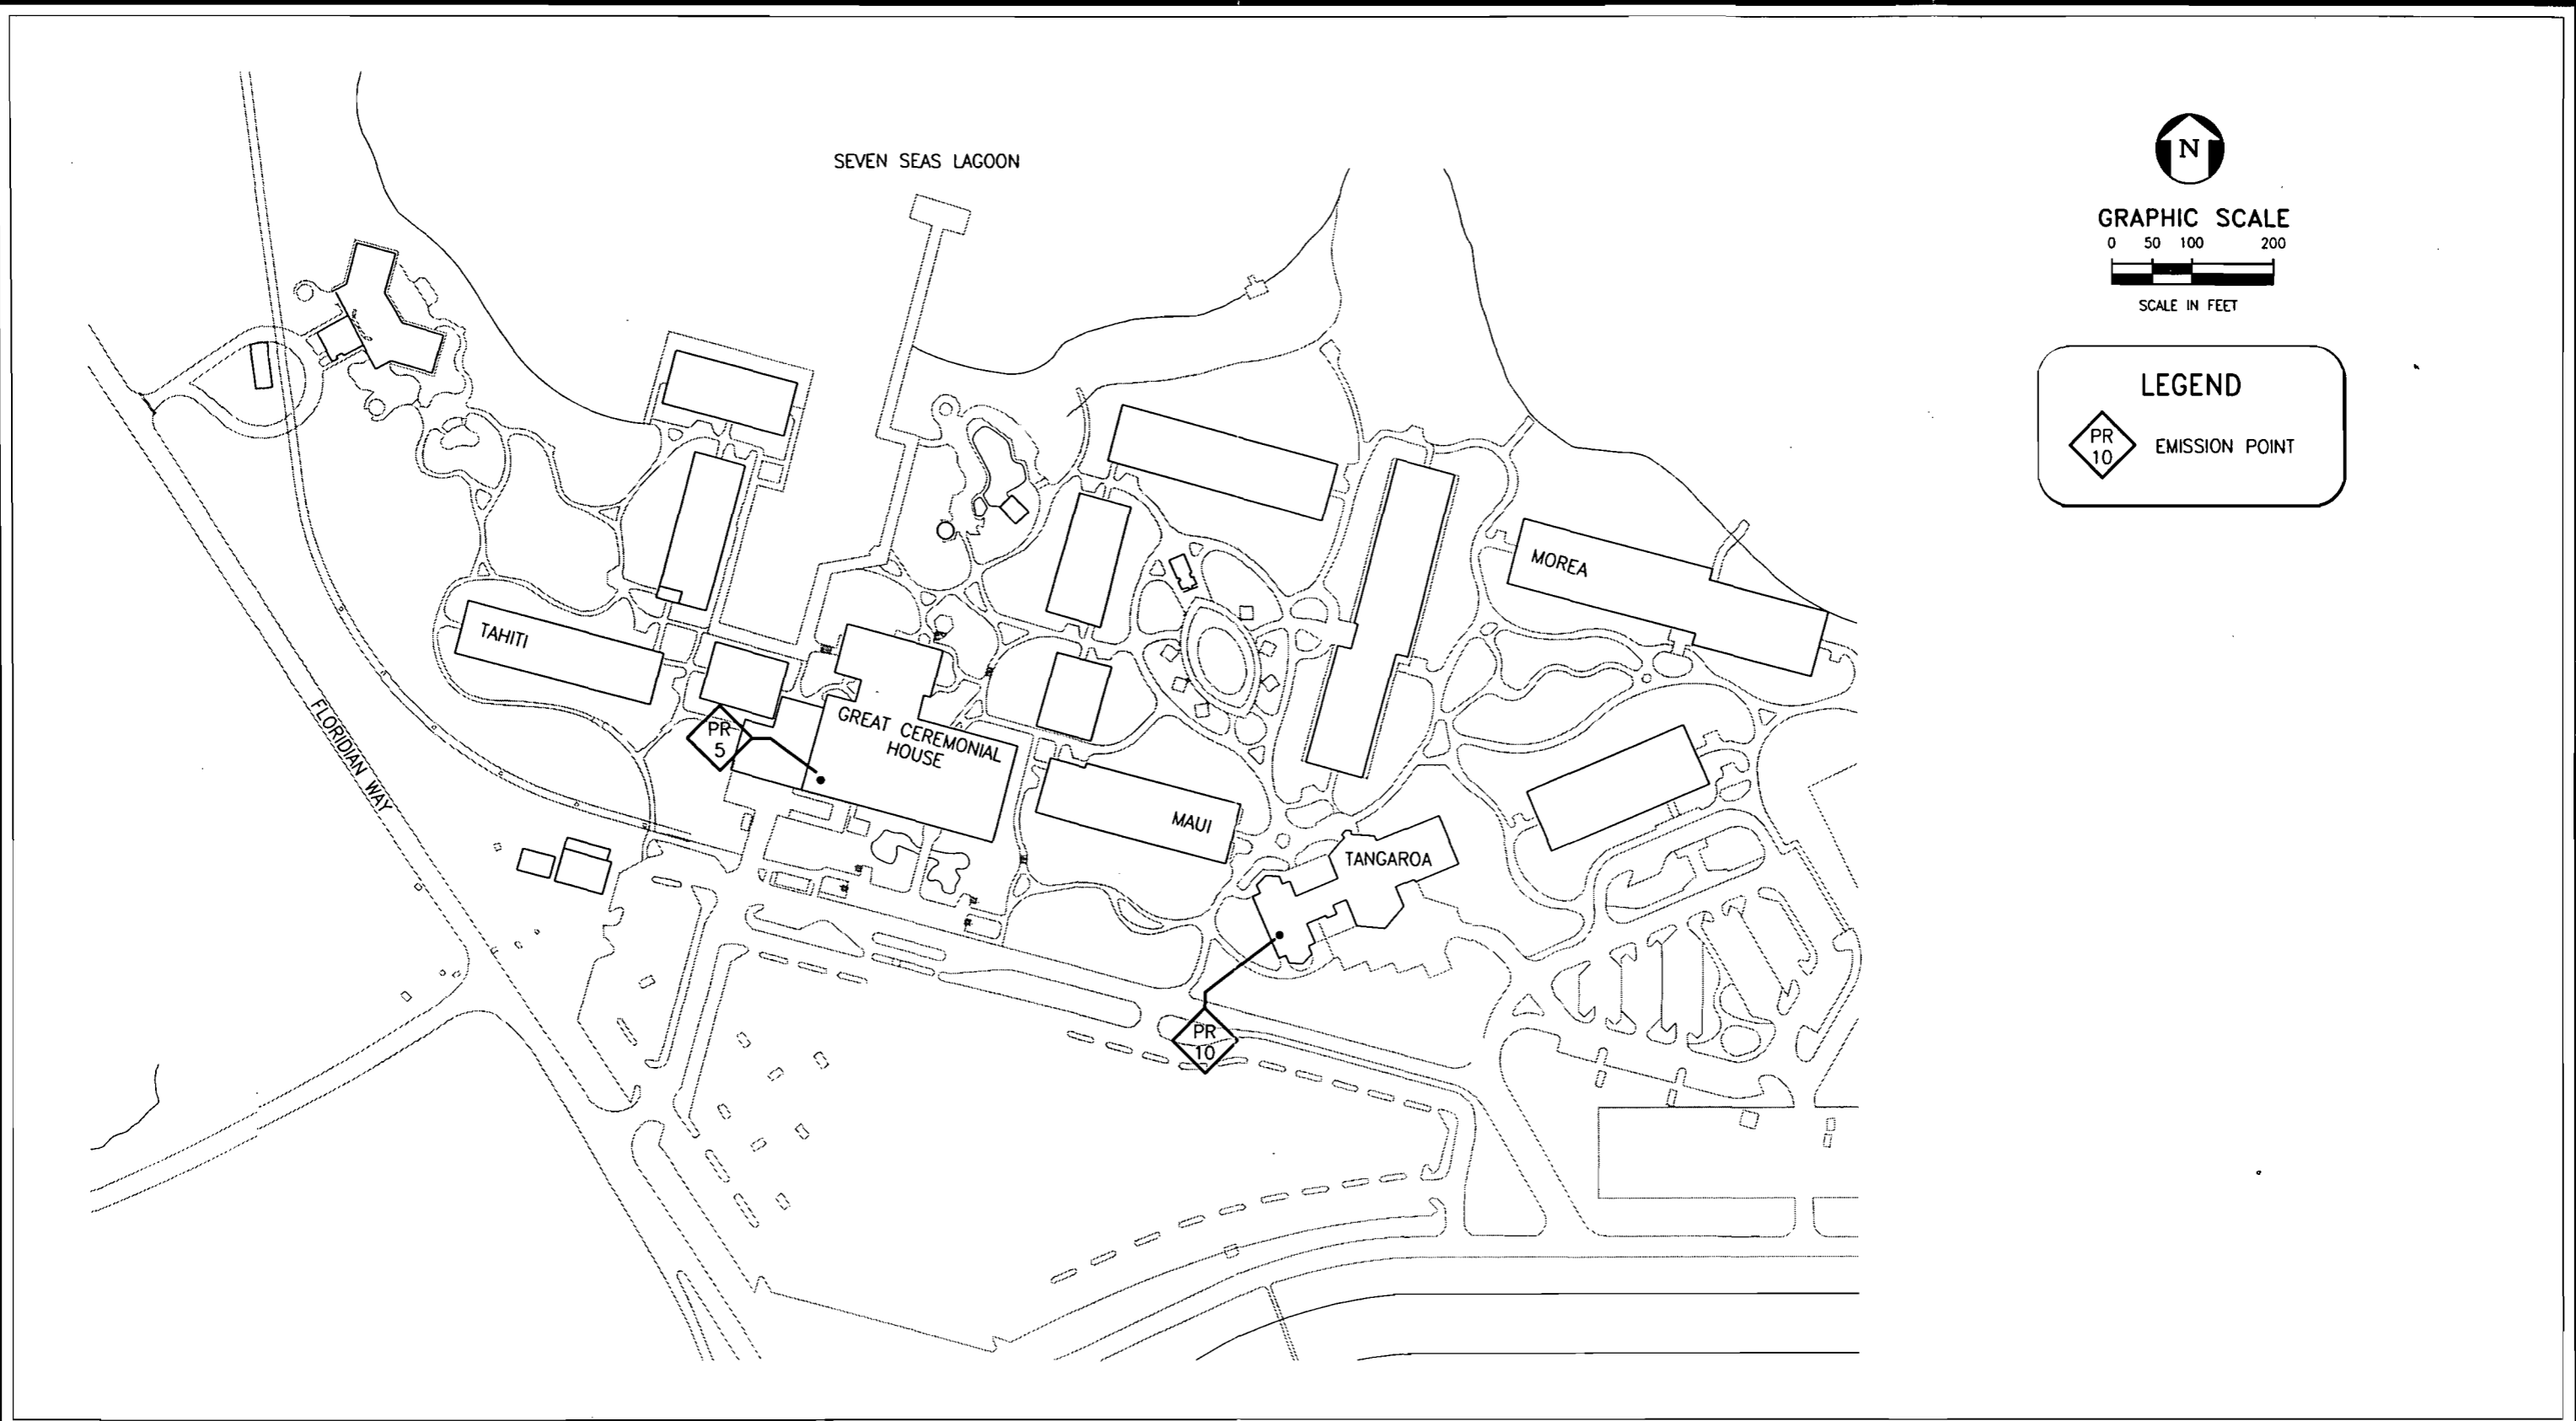 SEVEN SEAS LAGOON
N
GRAPHIC SCALE
0 50 100 200
SCALE IN FEET
LEGEND
PR
10
EMISSION POINT
MOREA
TAHITI
FLORIDIAN WAY
PR
5
GREAT CEREMONIAL
HOUSE
MAUI
TANGAROA
PR
10